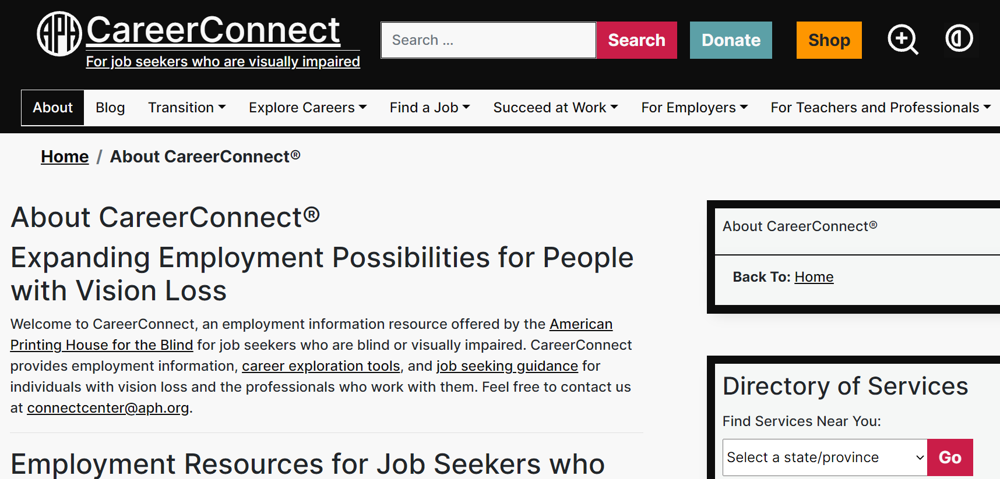 APH
CareerConnect
For job seekers who are visually impaired
Search ...
Search
Donate
Shop
About
Blog
Transition
Explore Careers
Find a Job
Succeed at Work
For Employers
For Teachers and Professionals
Home / About CareerConnect®
About CareerConnect®
Expanding Employment Possibilities for People
with Vision Loss
Welcome to CareerConnect, an employment information resource offered by the American
Printing House for the Blind for job seekers who are blind or visually impaired. CareerConnect
provides employment information, career exploration tools, and job seeking guidance for
individuals with vision loss and the professionals who work with them. Feel free to contact us
at connectcenter@aph.org.
Employment Resources for Job Seekers who
About CareerConnect®
Back To: Home
Directory of Services
Find Services Near You:
Select a state/province
Go